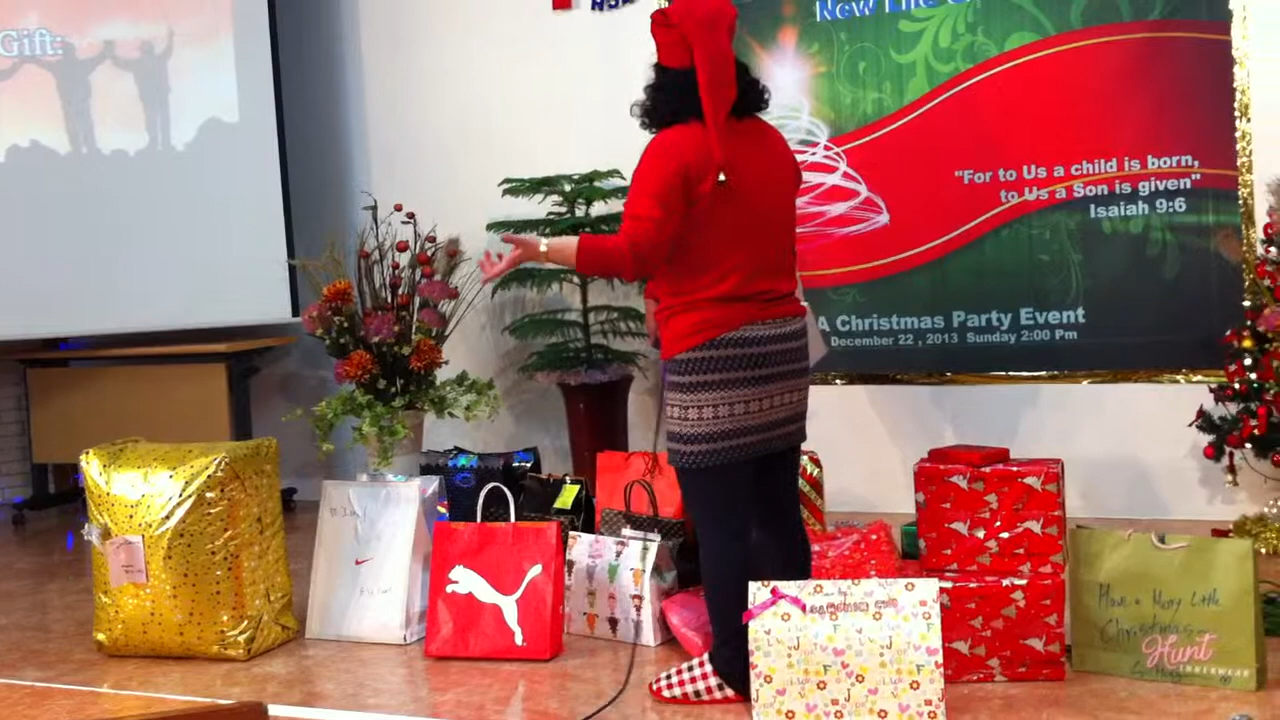 Gift:
New Life
"For to Us a child is born,
to Us a Son is given"
Isaiah 9:6
A Christmas Party Event
December 22 , 2013 Sunday 2:00 Pm
Have a Merry Little
Christmas
Hunt
INNERWEAR